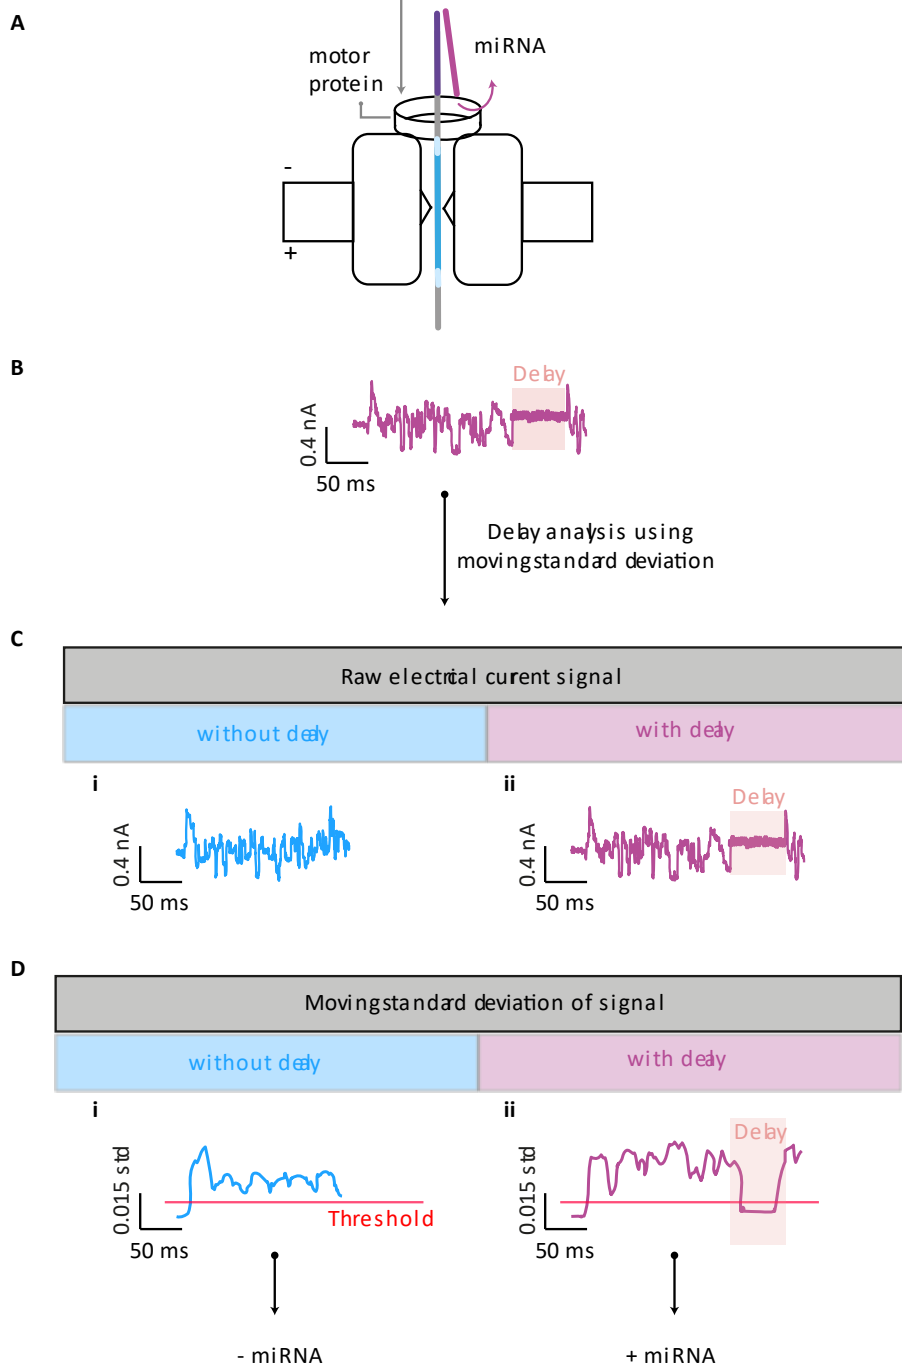 A
miRNA
motor
protein
-
+
B
Delay
0.4 nA
50 ms
Delay analysis using
moving standard deviation
C
Raw electrical current signal
without delay
with delay
i
ii
Delay
0.4 nA
50 ms
0.4 nA
50 ms
D
Moving standard deviation of signal
without delay
with delay
i
ii
Delay
0.015 std
50 ms
Threshold
0.015 std
50 ms
- miRNA
+ miRNA